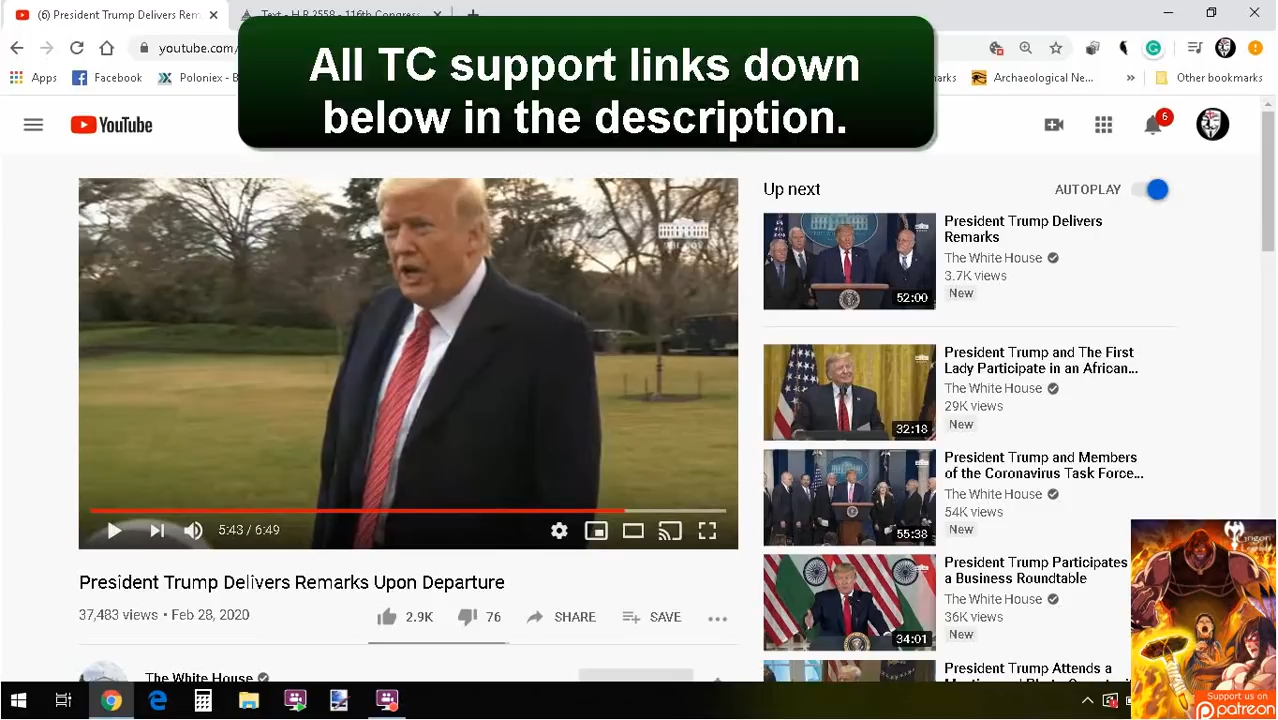 (6) President Trump Delivers Rem
Text - H.R.2558 - 116th Congress
All TC support links down
below in the description.
youtube.com/
Apps
Facebook
Poloniex - B
Archaeological Ne...
Other bookmarks
YouTube
6
Up next
AUTOPLAY
President Trump Delivers
Remarks
The White House
3.7K views
New
52:00
President Trump and The First
Lady Participate in an African...
The White House
29K views
New
32:18
President Trump and Members
of the Coronavirus Task Force...
The White House
54K views
New
55:38
President Trump Participates
a Business Roundtable
The White House
36K views
New
34:01
President Trump Attends a
5:43 / 6:49
President Trump Delivers Remarks Upon Departure
37,483 views • Feb 28, 2020
2.9K
76
SHARE
SAVE
The White House
Support us on
patreon